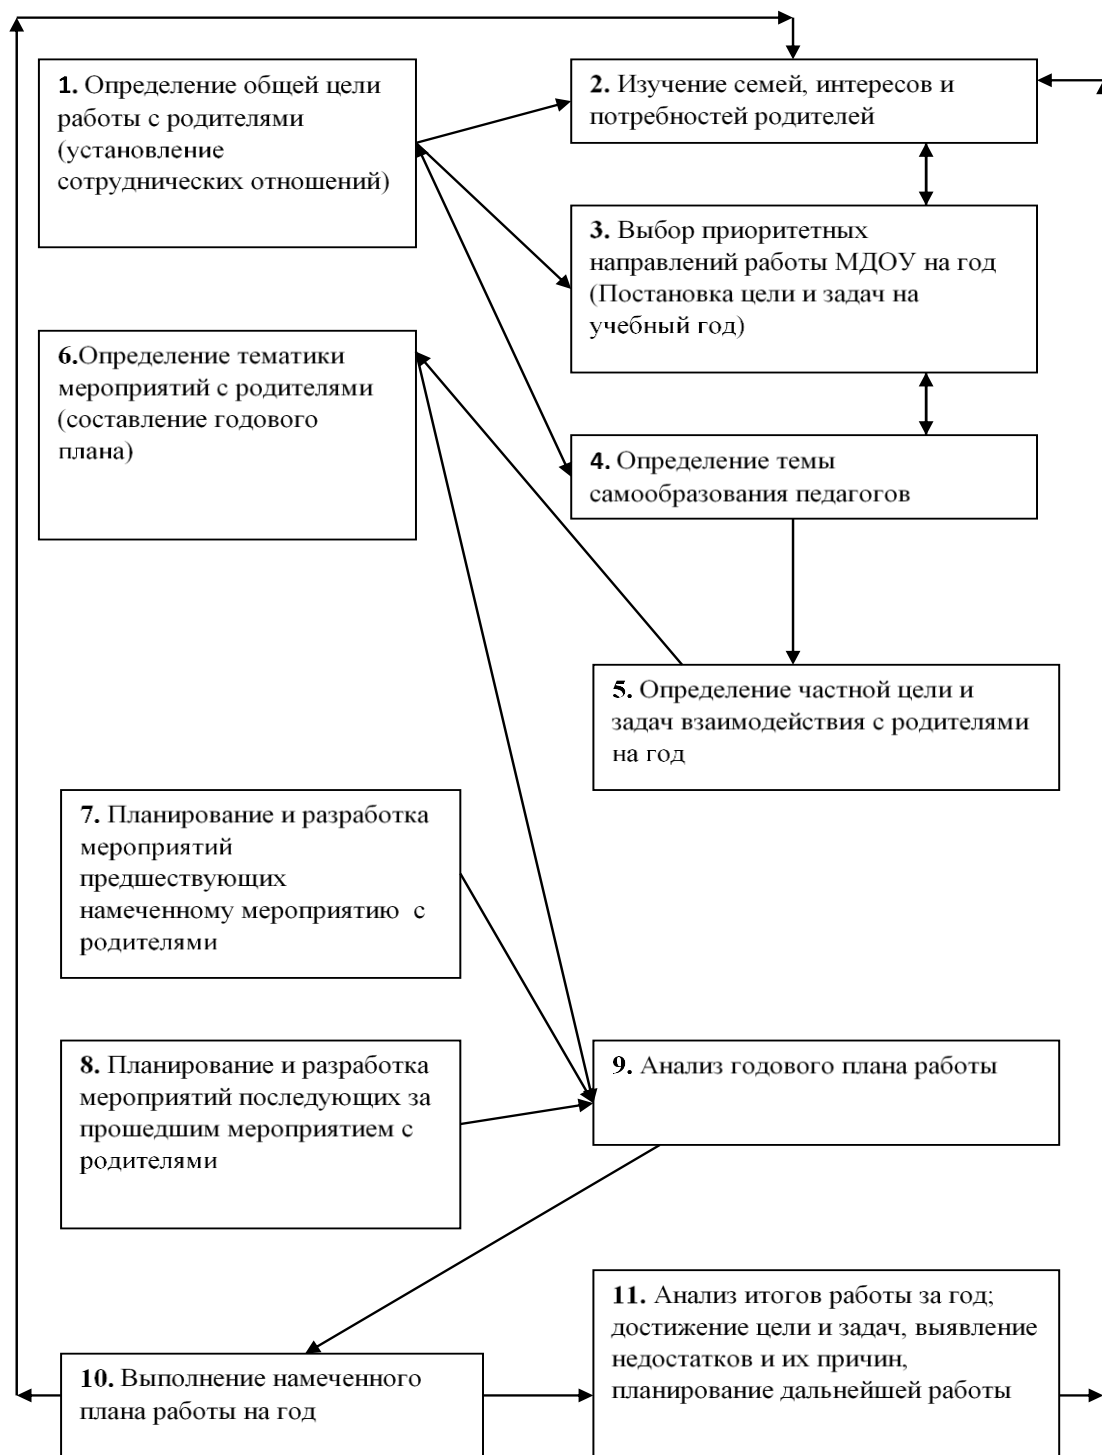 1. Определение общей цели
работы с родителями
(установление
сотруднических отношений)
2. Изучение семей, интересов и
потребностей родителей
3. Выбор приоритетных
направлений работы МДОУ на год
(Постановка цели и задач на
учебный год)
6.Определение тематики
мероприятий с родителями
(составление годового
плана)
4. Определение темы
самообразования педагогов
5. Определение частной цели и
задач взаимодействия с родителями
на год
7. Планирование и разработка
мероприятий
предшествующих
намеченному мероприятию с
родителями
8. Планирование и разработка
мероприятий последующих за
прошедшим мероприятием с
родителями
9. Анализ годового плана работы
10. Выполнение намеченного
плана работы на год
11. Анализ итогов работы за год;
достижение цели и задач, выявление
недостатков и их причин,
планирование дальнейшей работы